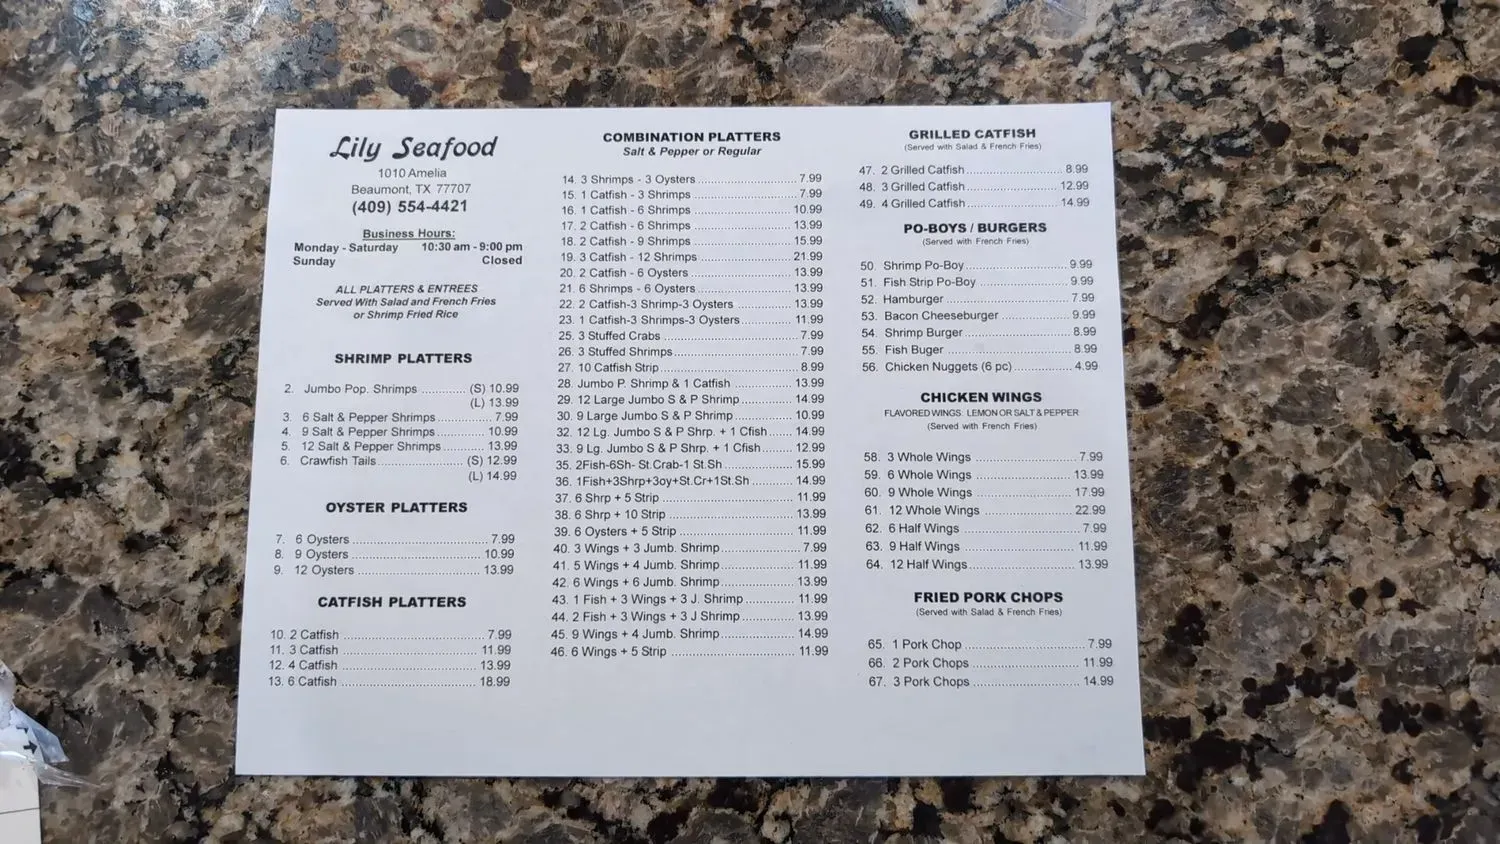 Lily Seafood
1010 Amelia
Beaumont, TX 77707
(409) 554-4421
Business Hours:
Monday - Saturday 10:30 am - 9:00 pm
Sunday Closed
ALL PLATTERS & ENTREES
Served With Salad and French Fries
or Shrimp Fried Rice
SHRIMP PLATTERS
2. Jumbo Pop. Shrimps .......... (S) 10.99
(L) 13.99
3. 6 Salt & Pepper Shrimps .......... 7.99
4. 9 Salt & Pepper Shrimps .......... 10.99
5. 12 Salt & Pepper Shrimps .......... 13.99
6. Crawfish Tails .......... (S) 12.99
(L) 14.99
OYSTER PLATTERS
7. 6 Oysters .......... 7.99
8. 9 Oysters .......... 10.99
9. 12 Oysters .......... 13.99
CATFISH PLATTERS
10. 2 Catfish .......... 7.99
11. 3 Catfish .......... 11.99
12. 4 Catfish .......... 13.99
13. 6 Catfish .......... 18.99
COMBINATION PLATTERS
Salt & Pepper or Regular
14. 3 Shrimps - 3 Oysters .......... 7.99
15. 1 Catfish - 3 Shrimps .......... 7.99
16. 1 Catfish - 6 Shrimps .......... 10.99
17. 2 Catfish - 6 Shrimps .......... 13.99
18. 2 Catfish - 9 Shrimps .......... 15.99
19. 3 Catfish - 12 Shrimps .......... 21.99
20. 2 Catfish - 6 Oysters .......... 13.99
21. 6 Shrimps - 6 Oysters .......... 13.99
22. 2 Catfish-3 Shrimp-3 Oysters .......... 13.99
23. 1 Catfish-3 Shrimps-3 Oysters .......... 11.99
25. 3 Stuffed Crabs .......... 7.99
26. 3 Stuffed Shrimps .......... 7.99
27. 10 Catfish Strip .......... 8.99
28. Jumbo P. Shrimp & 1 Catfish .......... 13.99
29. 12 Large Jumbo S & P Shrimp .......... 14.99
30. 9 Large Jumbo S & P Shrimp .......... 10.99
32. 12 Lg. Jumbo S & P Shrp. + 1 Cfish .......... 14.99
33. 9 Lg. Jumbo S & P Shrp. + 1 Cfish .......... 12.99
35. 2Fish-6Sh- St.Crab-1 St.Sh .......... 15.99
36. 1Fish+3Shrp+3oy+St.Cr+1St.Sh .......... 14.99
37. 6 Shrp + 5 Strip .......... 11.99
38. 6 Shrp + 10 Strip .......... 13.99
39. 6 Oysters + 5 Strip .......... 11.99
40. 3 Wings + 3 Jumb. Shrimp .......... 7.99
41. 5 Wings + 4 Jumb. Shrimp .......... 11.99
42. 6 Wings + 6 Jumb. Shrimp .......... 13.99
43. 1 Fish + 3 Wings + 3 J. Shrimp .......... 11.99
44. 2 Fish + 3 Wings + 3 J Shrimp .......... 13.99
45. 9 Wings + 4 Jumb. Shrimp .......... 14.99
46. 6 Wings + 5 Strip .......... 11.99
GRILLED CATFISH
(Served with Salad & French Fries)
47. 2 Grilled Catfish .......... 8.99
48. 3 Grilled Catfish .......... 12.99
49. 4 Grilled Catfish .......... 14.99
PO-BOYS / BURGERS
(Served with French Fries)
50. Shrimp Po-Boy .......... 9.99
51. Fish Strip Po-Boy .......... 9.99
52. Hamburger .......... 7.99
53. Bacon Cheeseburger .......... 9.99
54. Shrimp Burger .......... 8.99
55. Fish Buger .......... 8.99
56. Chicken Nuggets (6 pc) .......... 4.99
CHICKEN WINGS
FLAVORED WINGS: LEMON OR SALT & PEPPER
(Served with French Fries)
58. 3 Whole Wings .......... 7.99
59. 6 Whole Wings .......... 13.99
60. 9 Whole Wings .......... 17.99
61. 12 Whole Wings .......... 22.99
62. 6 Half Wings .......... 7.99
63. 9 Half Wings .......... 11.99
64. 12 Half Wings .......... 13.99
FRIED PORK CHOPS
(Served with Salad & French Fries)
65. 1 Pork Chop .......... 7.99
66. 2 Pork Chops .......... 11.99
67. 3 Pork Chops .......... 14.99